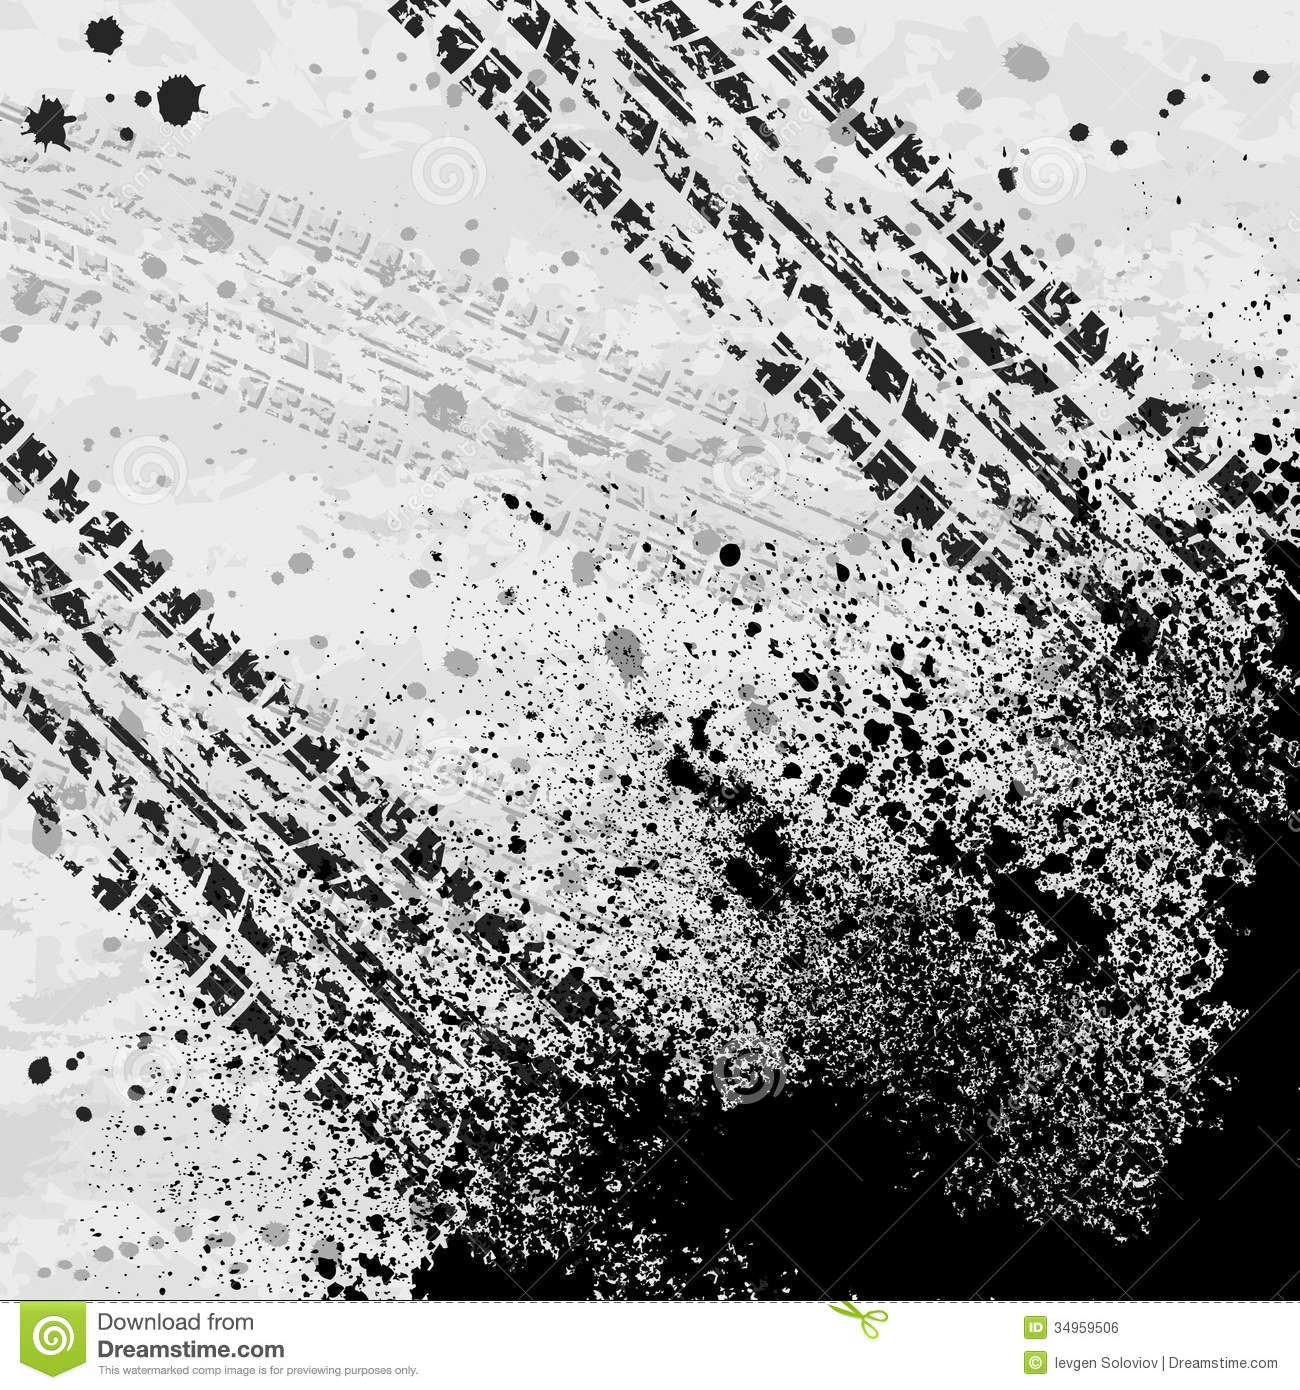 Download from
Dreamstime.com
This watermarked comp image is for previewing purposes only.
ID 34959506
© Ievgen Soloviov | Dreamstime.com